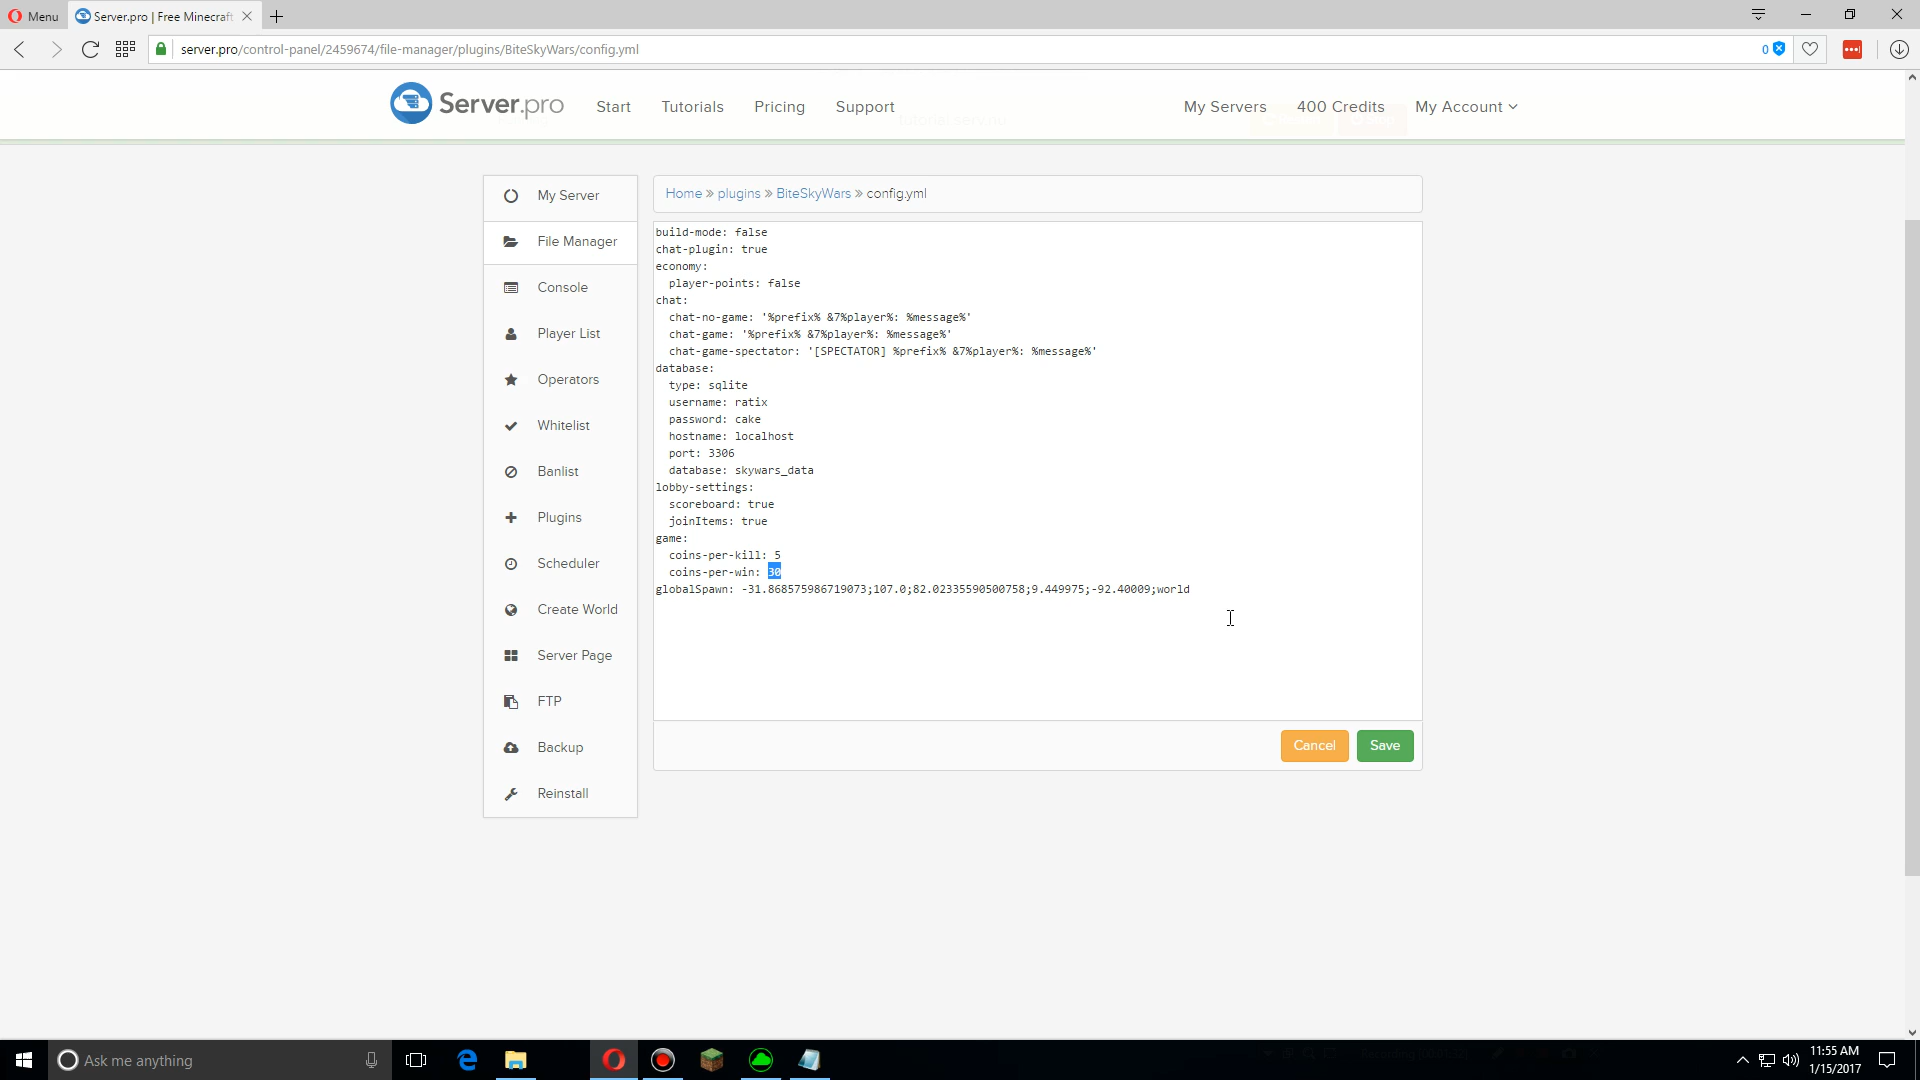 Menu
Server.pro | Free Minecraft
server.pro/control-panel/2459674/file-manager/plugins/BiteSkyWars/config.yml
0
Server.pro
Start
Tutorials
Pricing
Support
My Servers
400 Credits
My Account
My Server
File Manager
Console
Player List
Operators
Whitelist
Banlist
Plugins
Scheduler
Create World
Server Page
FTP
Backup
Reinstall
Home » plugins » BiteSkyWars » config.yml
build-mode: false
chat-plugin: true
economy:
  player-points: false
chat:
  chat-no-game: '%prefix% &7%player%: %message%'
  chat-game: '%prefix% &7%player%: %message%'
  chat-game-spectator: '[SPECTATOR] %prefix% &7%player%: %message%'
database:
  type: sqlite
  username: ratix
  password: cake
  hostname: localhost
  port: 3306
  database: skywars_data
lobby-settings:
  scoreboard: true
  joinItems: true
game:
  coins-per-kill: 5
  coins-per-win: 30
globalSpawn: -31.868575986719073;107.0;82.02335590500758;9.449975;-92.40009;world
Cancel
Save
Ask me anything
11:55 AM
1/15/2017